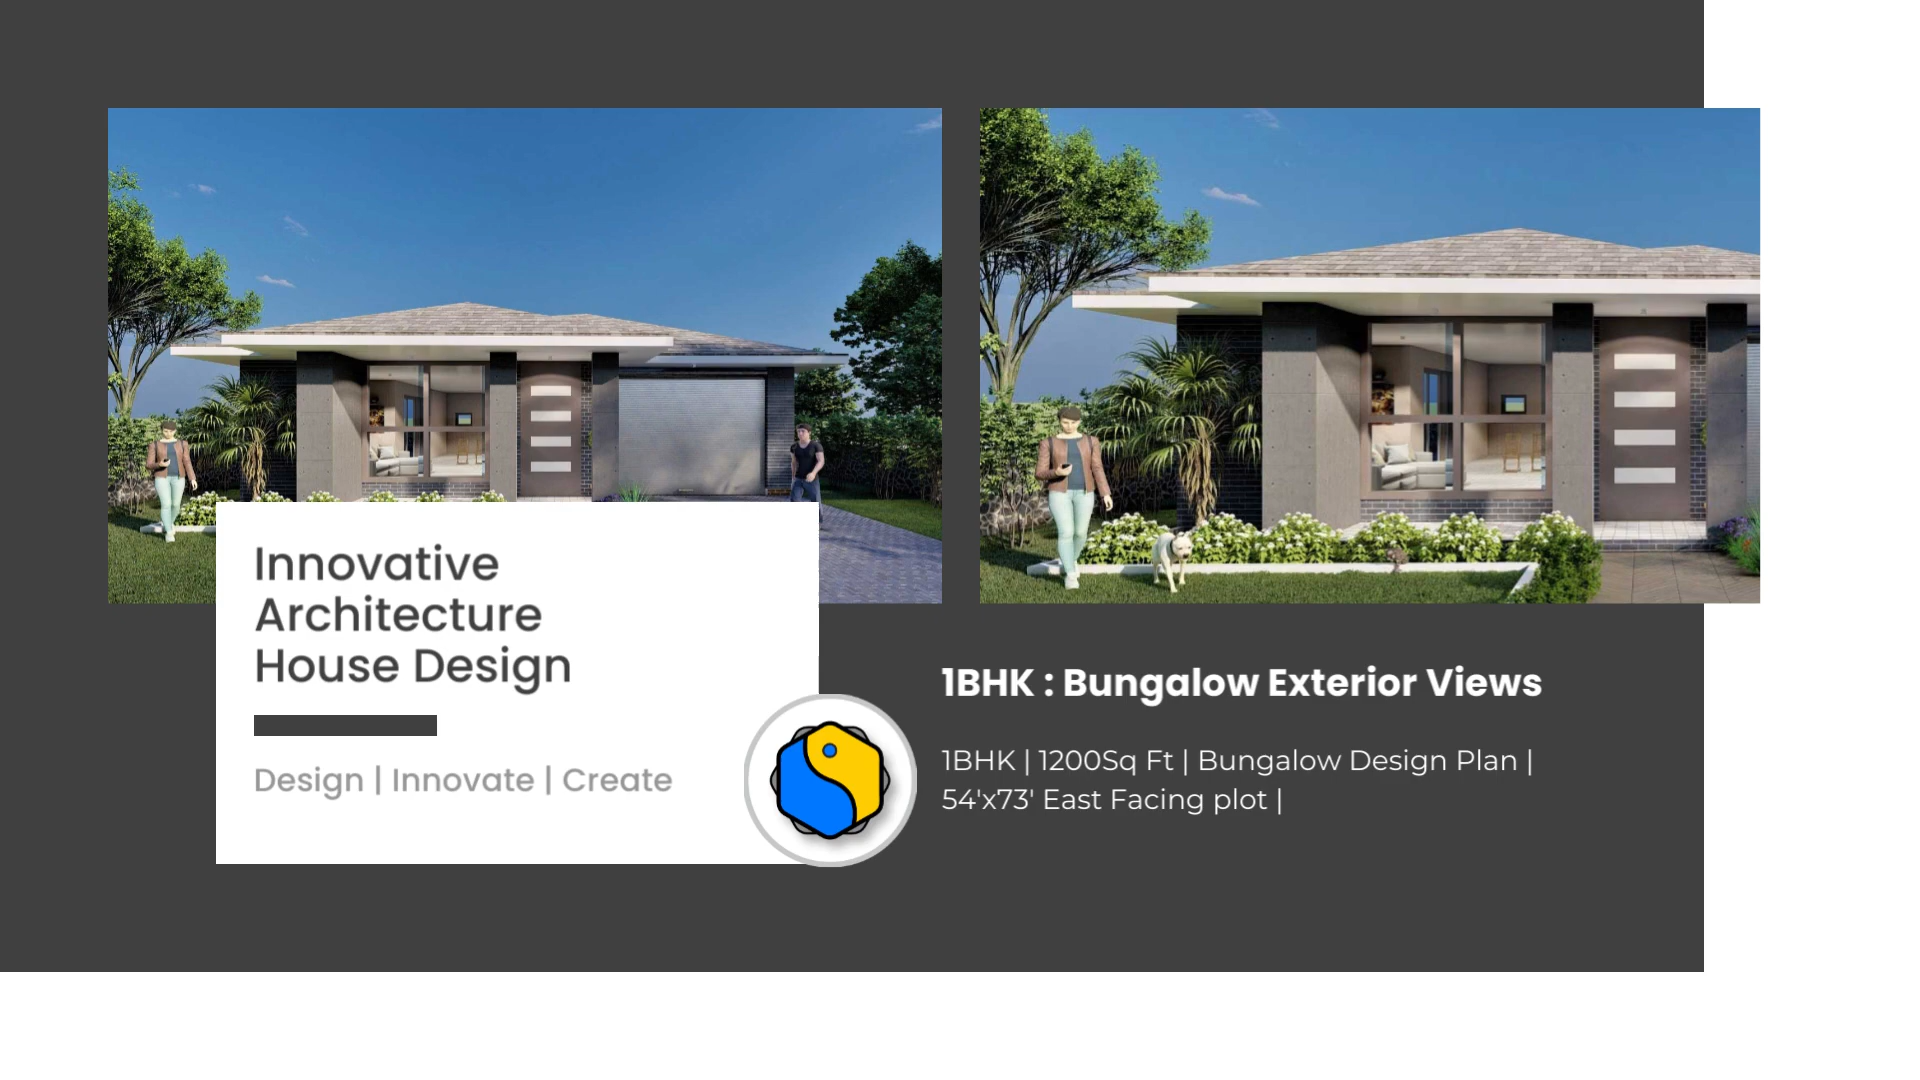 Innovative
Architecture
House Design
Design | Innovate | Create
1BHK : Bungalow Exterior Views
1BHK | 1200Sq Ft | Bungalow Design Plan |
54'x73' East Facing plot |